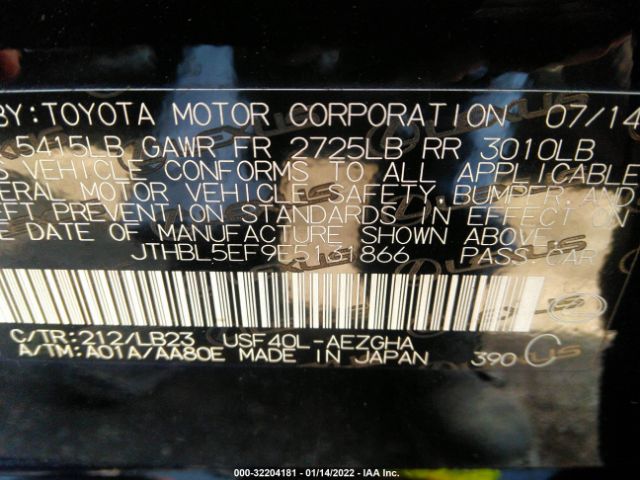 BY: TOYOTA MOTOR CORPORATION 07/14
5415LB GAWR FR 2725LB RR 3010LB
S VEHICLE CONFORMS TO ALL APPLICABLE
ERAL MOTOR VEHICLE SAFETY, BUMPER, AND
EFT PREVENTION STANDARDS IN EFFECT ON
E DATE OF MANUFACTURE SHOWN ABOVE.
JTHBL5EF9E5131866 PASS CAR
C/TR: 212/LB23 USF40L-AEZGHA
A/TM: A01A/AA80E MADE IN JAPAN 390
000-32204181 - 01/14/2022 - IAA Inc.